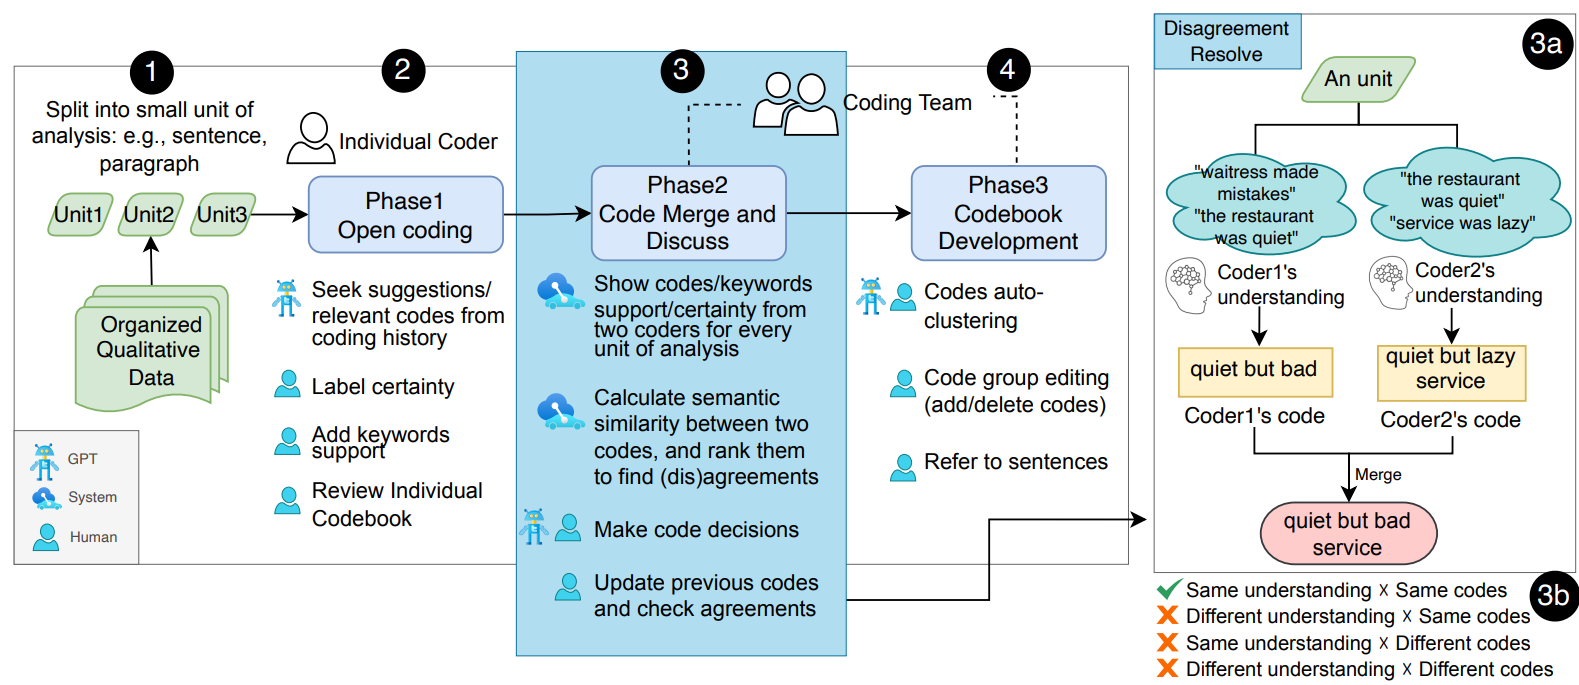 1
Split into small unit of
analysis: e.g., sentence,
paragraph
Unit1
Unit2
Unit3
Organized
Qualitative
Data
GPT
System
Human
2
Individual Coder
Phase1
Open coding
Seek suggestions/
relevant codes from
coding history
Label certainty
Add keywords
support
Review Individual
Codebook
3
Coding Team
Phase2
Code Merge and
Discuss
Show codes/keywords
support/certainty from
two coders for every
unit of analysis
Calculate semantic
similarity between two
codes, and rank them
to find (dis)agreements
Make code decisions
Update previous codes
and check agreements
4
Phase3
Codebook
Development
Codes auto-
clustering
Code group editing
(add/delete codes)
Refer to sentences
Disagreement
Resolve
3a
An unit
"waitress made
mistakes"
"the restaurant
was quiet"
"the restaurant
was quiet"
"service was lazy"
Coder1's
understanding
Coder2's
understanding
quiet but bad
quiet but lazy
service
Coder1's code
Coder2's code
Merge
quiet but bad
service
3b
Same understanding x Same codes
Different understanding x Same codes
Same understanding x Different codes
Different understanding x Different codes